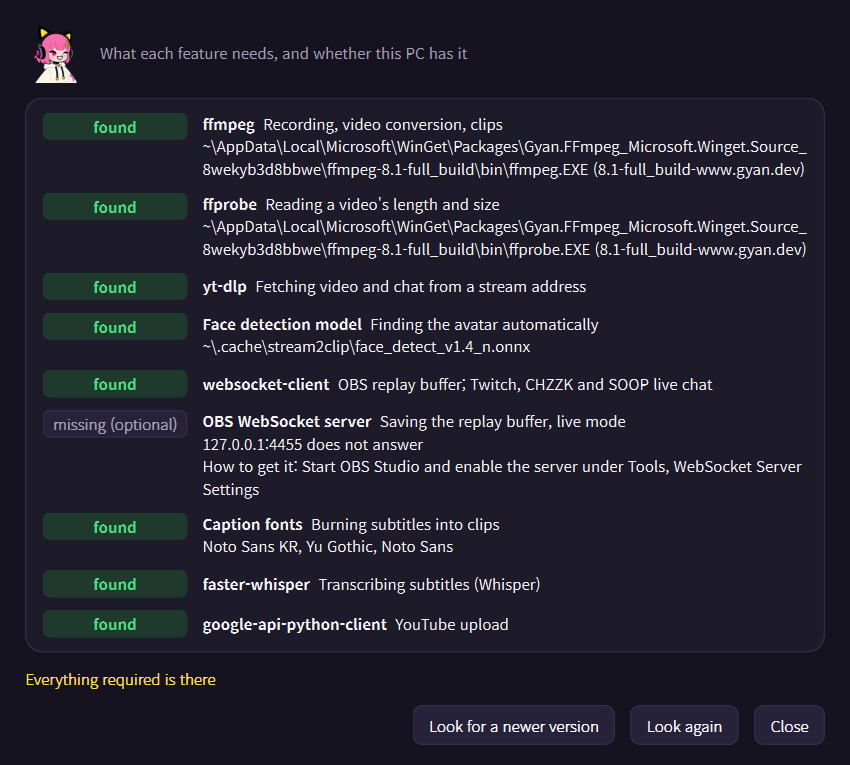 What each feature needs, and whether this PC has it
found
ffmpeg Recording, video conversion, clips
~\AppData\Local\Microsoft\WinGet\Packages\Gyan.FFmpeg_Microsoft.Winget.Source_
8wekyb3d8bbwe\ffmpeg-8.1-full_build\bin\ffmpeg.EXE (8.1-full_build-www.gyan.dev)
found
ffprobe Reading a video's length and size
~\AppData\Local\Microsoft\WinGet\Packages\Gyan.FFmpeg_Microsoft.Winget.Source_
8wekyb3d8bbwe\ffmpeg-8.1-full_build\bin\ffprobe.EXE (8.1-full_build-www.gyan.dev)
found
yt-dlp Fetching video and chat from a stream address
found
Face detection model Finding the avatar automatically
~\.cache\stream2clip\face_detect_v1.4_n.onnx
found
websocket-client OBS replay buffer; Twitch, CHZZK and SOOP live chat
missing (optional)
OBS WebSocket server Saving the replay buffer, live mode
127.0.0.1:4455 does not answer
How to get it: Start OBS Studio and enable the server under Tools, WebSocket Server
Settings
found
Caption fonts Burning subtitles into clips
Noto Sans KR, Yu Gothic, Noto Sans
found
faster-whisper Transcribing subtitles (Whisper)
found
google-api-python-client YouTube upload
Everything required is there
Look for a newer version
Look again
Close